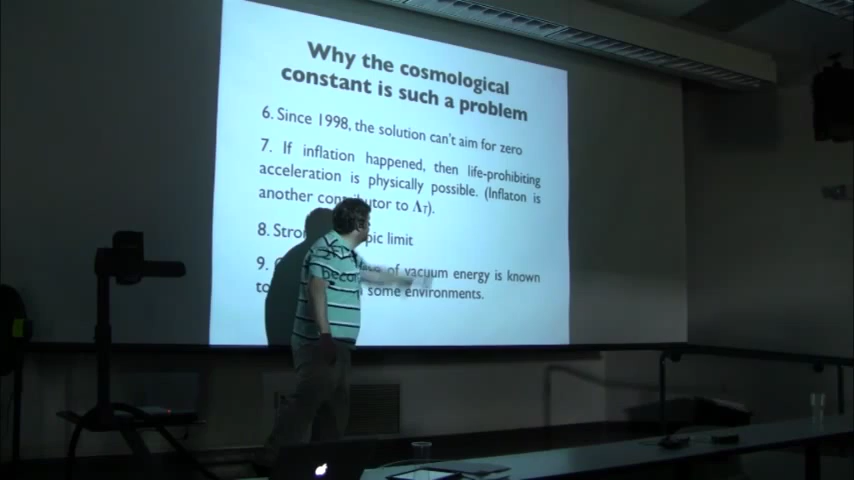 Why the cosmological
constant is such a problem
6. Since 1998, the solution can't aim for zero
7. If inflation happened, then life-prohibiting
acceleration is physically possible. (Inflaton is
another contributor to ΛT).
8. Stro pic limit
9. of vacuum energy is known
to some environments.